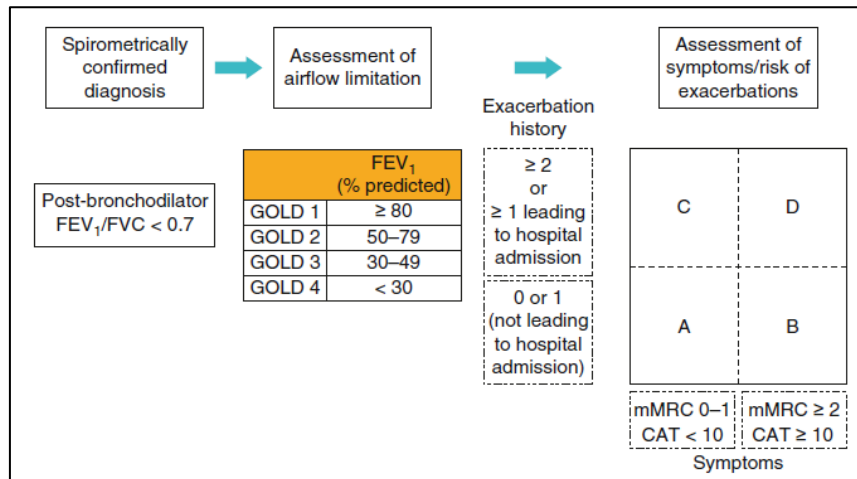 Spirometrically
confirmed
diagnosis
Assessment of
airflow limitation
Assessment of
symptoms/risk of
exacerbations
Exacerbation
history
Post-bronchodilator
FEV₁/FVC < 0.7
FEV₁
(% predicted)
GOLD 1 ≥ 80
GOLD 2 50–79
GOLD 3 30–49
GOLD 4 < 30
≥ 2
or
≥ 1 leading
to hospital
admission
0 or 1
(not leading
to hospital
admission)
C D
A B
mMRC 0–1 mMRC ≥ 2
CAT < 10 CAT ≥ 10
Symptoms